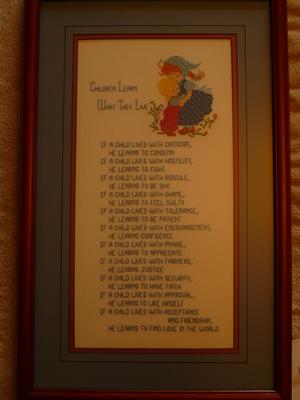 CHILDREN LEARN
WHAT THEY LIVE
IF A CHILD LIVES WITH CRITICISM,
HE LEARNS TO CONDEMN
IF A CHILD LIVES WITH HOSTILITY,
HE LEARNS TO FIGHT
IF A CHILD LIVES WITH RIDICULE,
HE LEARNS TO BE SHY
IF A CHILD LIVES WITH SHAME,
HE LEARNS TO FEEL GUILTY
IF A CHILD LIVES WITH TOLERANCE,
HE LEARNS TO BE PATIENT
IF A CHILD LIVES WITH ENCOURAGEMENT,
HE LEARNS CONFIDENCE
IF A CHILD LIVES WITH PRAISE,
HE LEARNS TO APPRECIATE
IF A CHILD LIVES WITH FAIRNESS,
HE LEARNS JUSTICE
IF A CHILD LIVES WITH SECURITY,
HE LEARNS TO HAVE FAITH
IF A CHILD LIVES WITH APPROVAL,
HE LEARNS TO LIKE HIMSELF
IF A CHILD LIVES WITH ACCEPTANCE
AND FRIENDSHIP,
HE LEARNS TO FIND LOVE IN THE WORLD